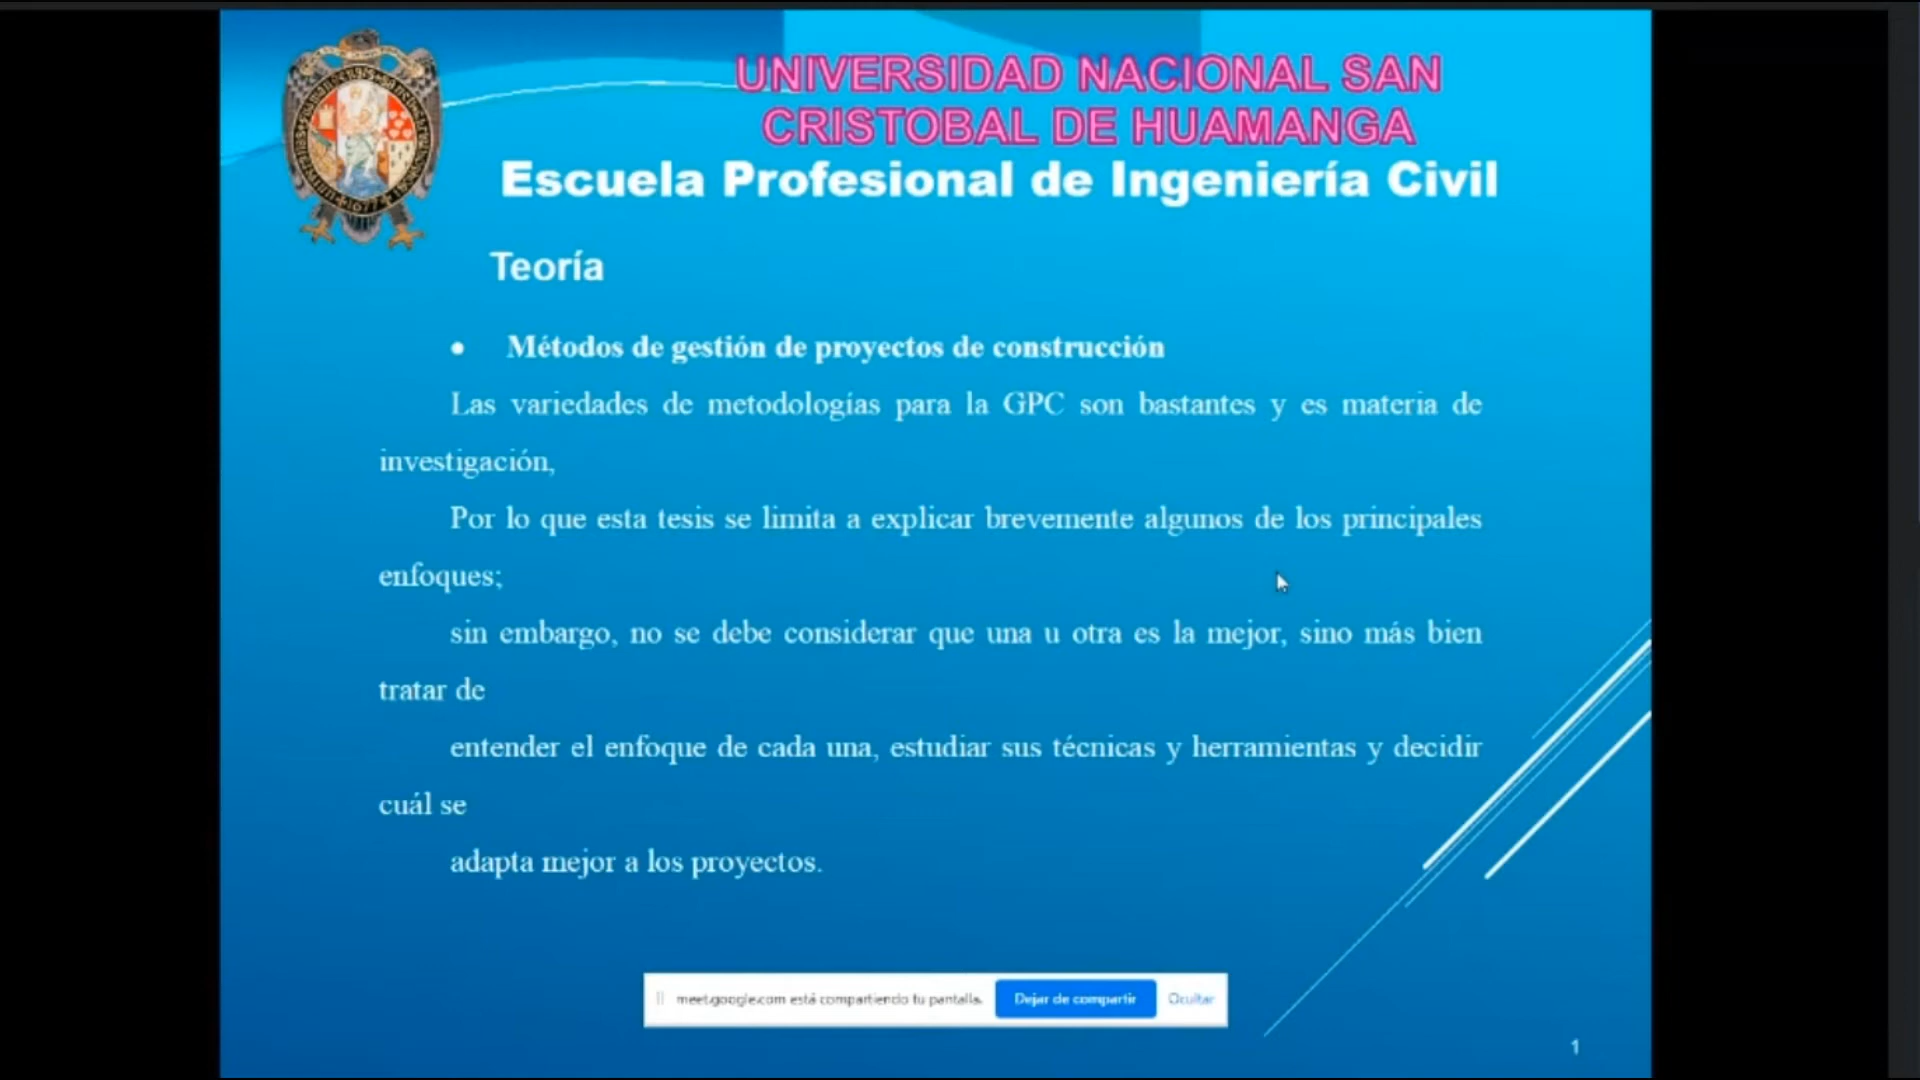 UNIVERSIDAD NACIONAL SAN
CRISTOBAL DE HUAMANGA
Escuela Profesional de Ingeniería Civil
Teoría
• Métodos de gestión de proyectos de construcción
Las variedades de metodologías para la GPC son bastantes y es materia de
investigación,
Por lo que esta tesis se limita a explicar brevemente algunos de los principales
enfoques;
sin embargo, no se debe considerar que una u otra es la mejor, sino más bien
tratar de
entender el enfoque de cada una, estudiar sus técnicas y herramientas y decidir
cuál se
adapta mejor a los proyectos.
meet.google.com está compartiendo tu pantalla. Dejar de compartir Ocultar
1
1677